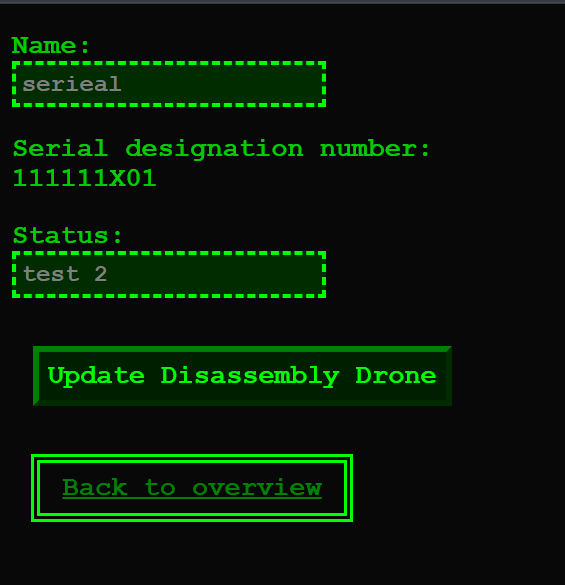 Name:
serieal
Serial designation number:
111111X01
Status:
test 2
Update Disassembly Drone
Back to overview